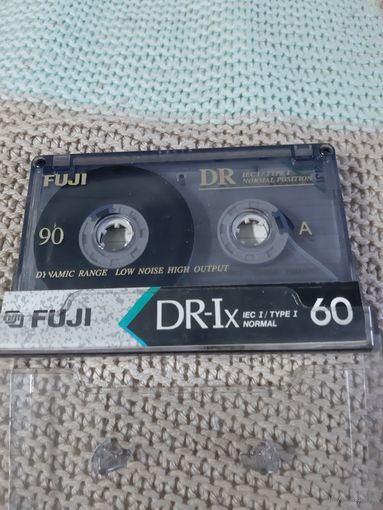 FUJI DR IEC I / TYPE I
NORMAL POSITION
90 A
DYNAMIC RANGE LOW NOISE HIGH OUTPUT
FUJI DR-Ix IEC I / TYPE I 60
NORMAL